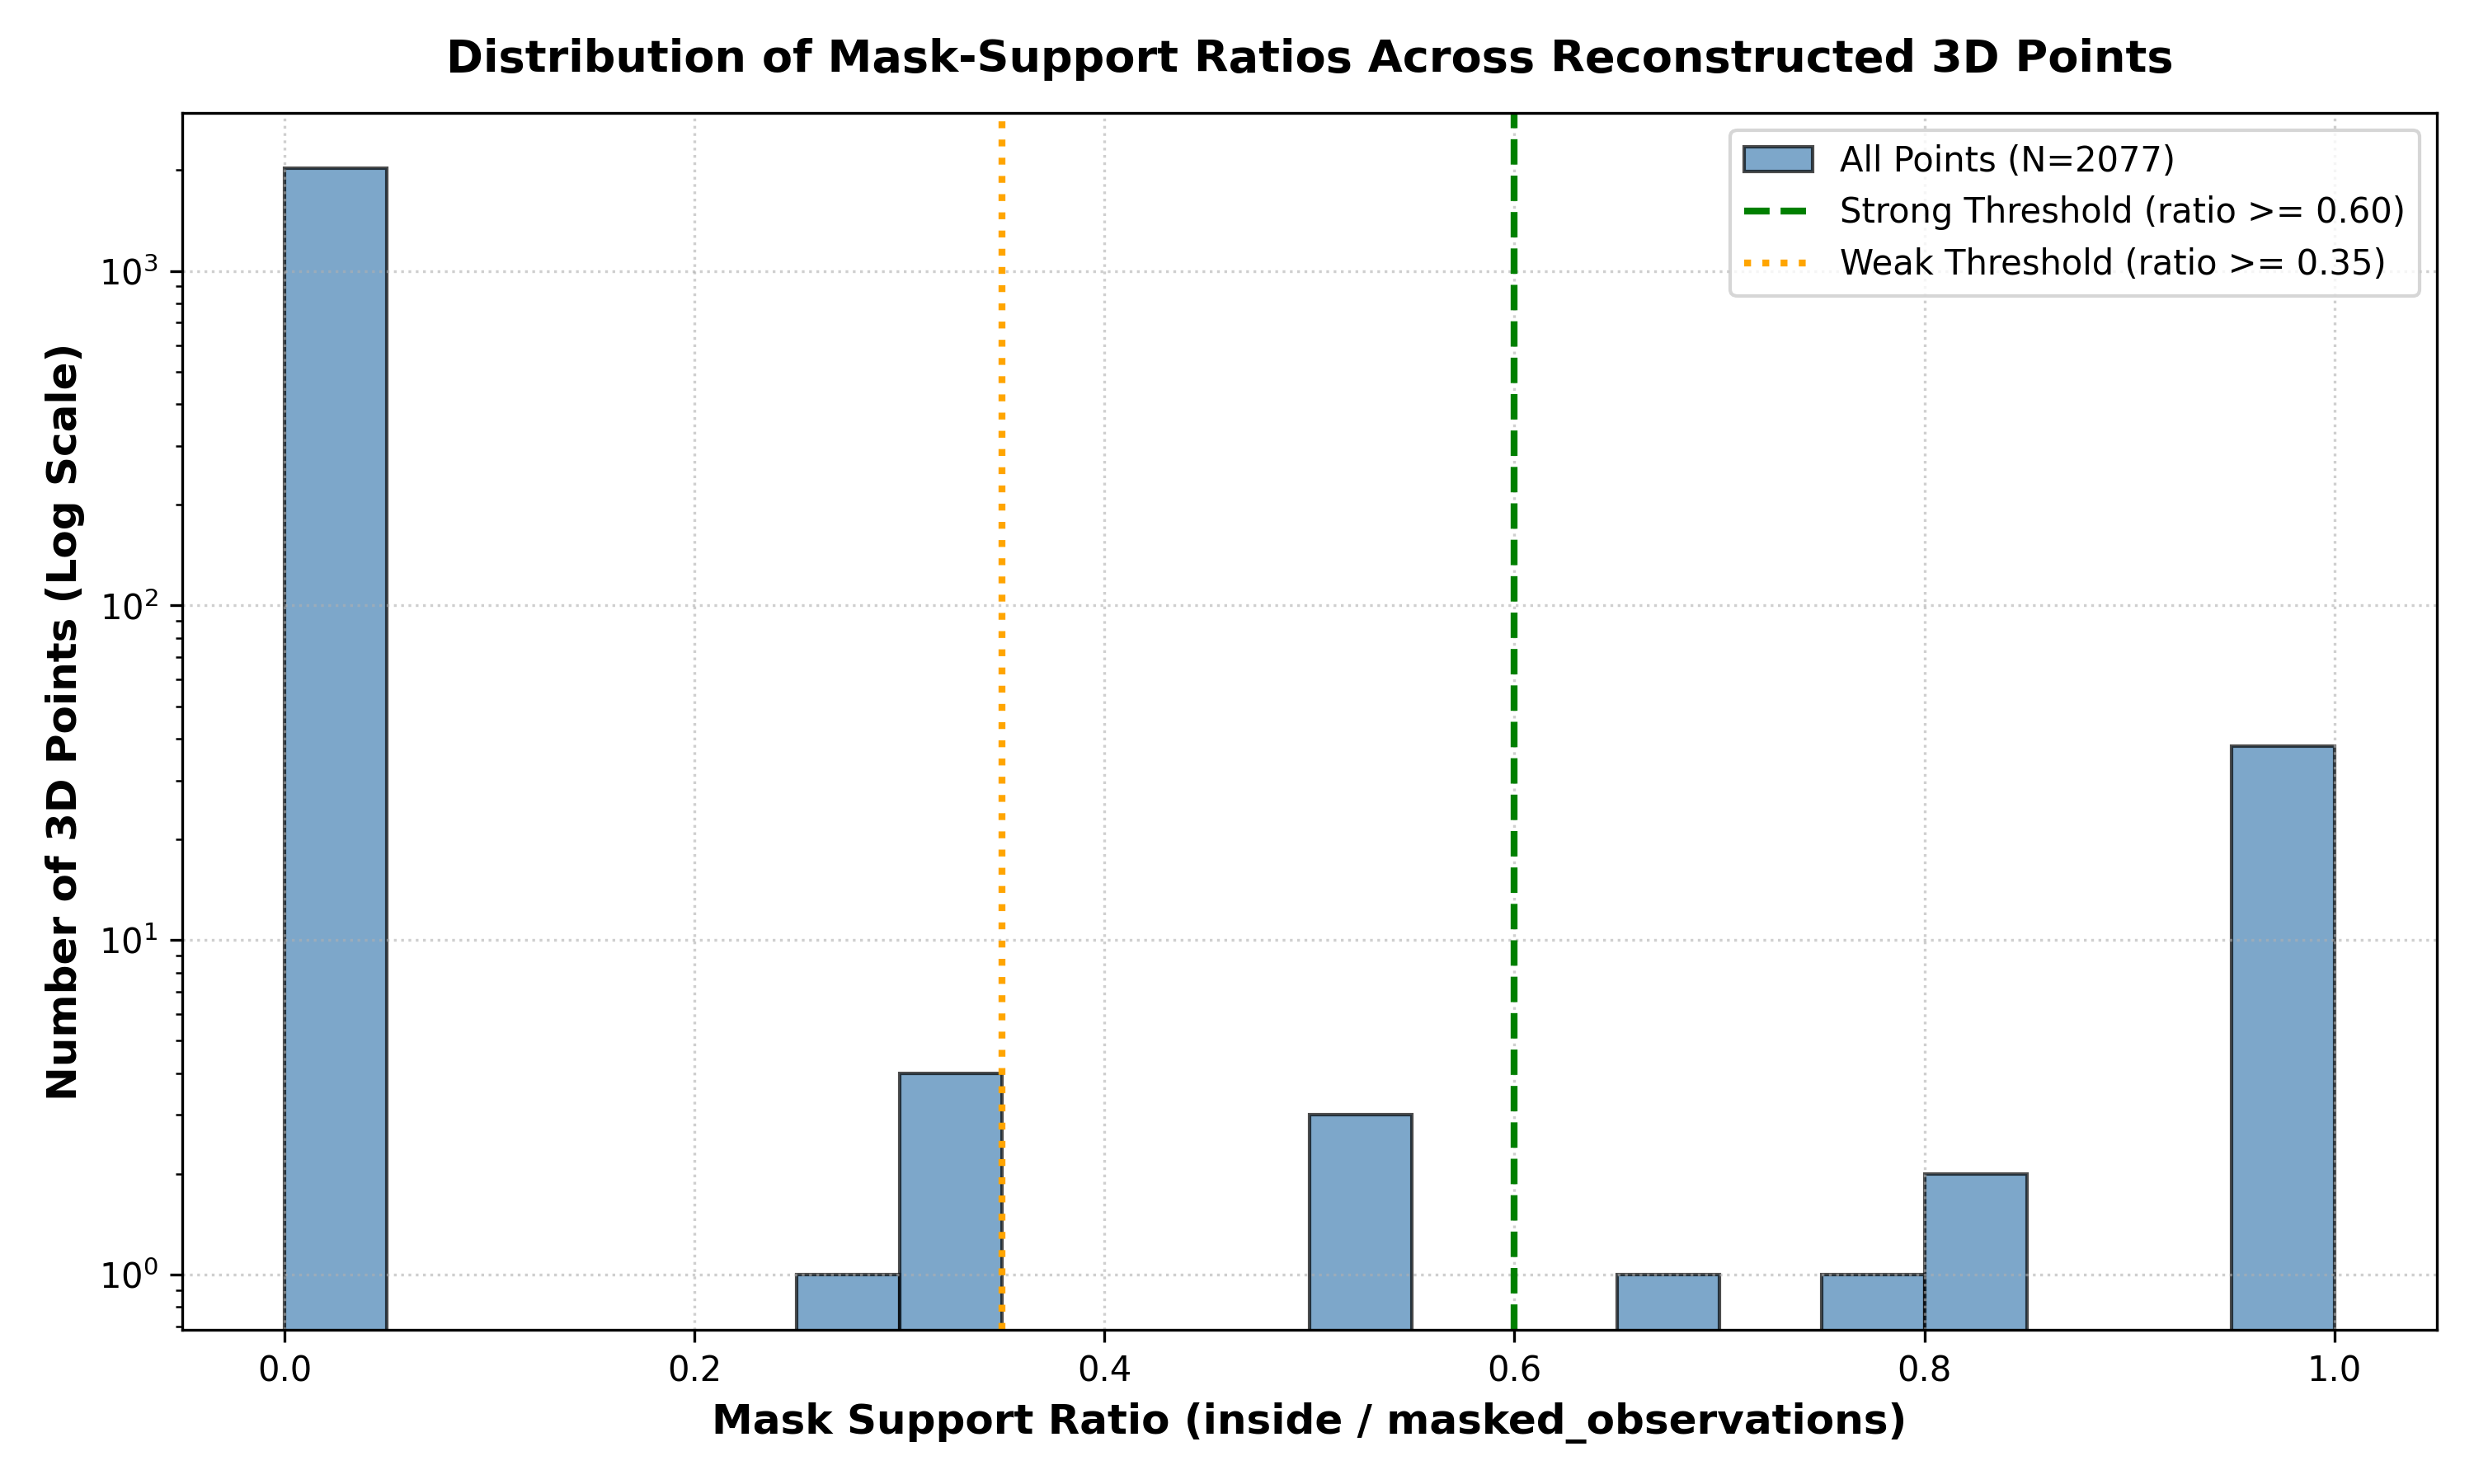 Distribution of Mask-Support Ratios Across Reconstructed 3D Points
All Points (N=2077)
Strong Threshold (ratio >= 0.60)
Weak Threshold (ratio >= 0.35)
Number of 3D Points (Log Scale)
10³
10²
10¹
10⁰
0.0 0.2 0.4 0.6 0.8 1.0
Mask Support Ratio (inside / masked_observations)